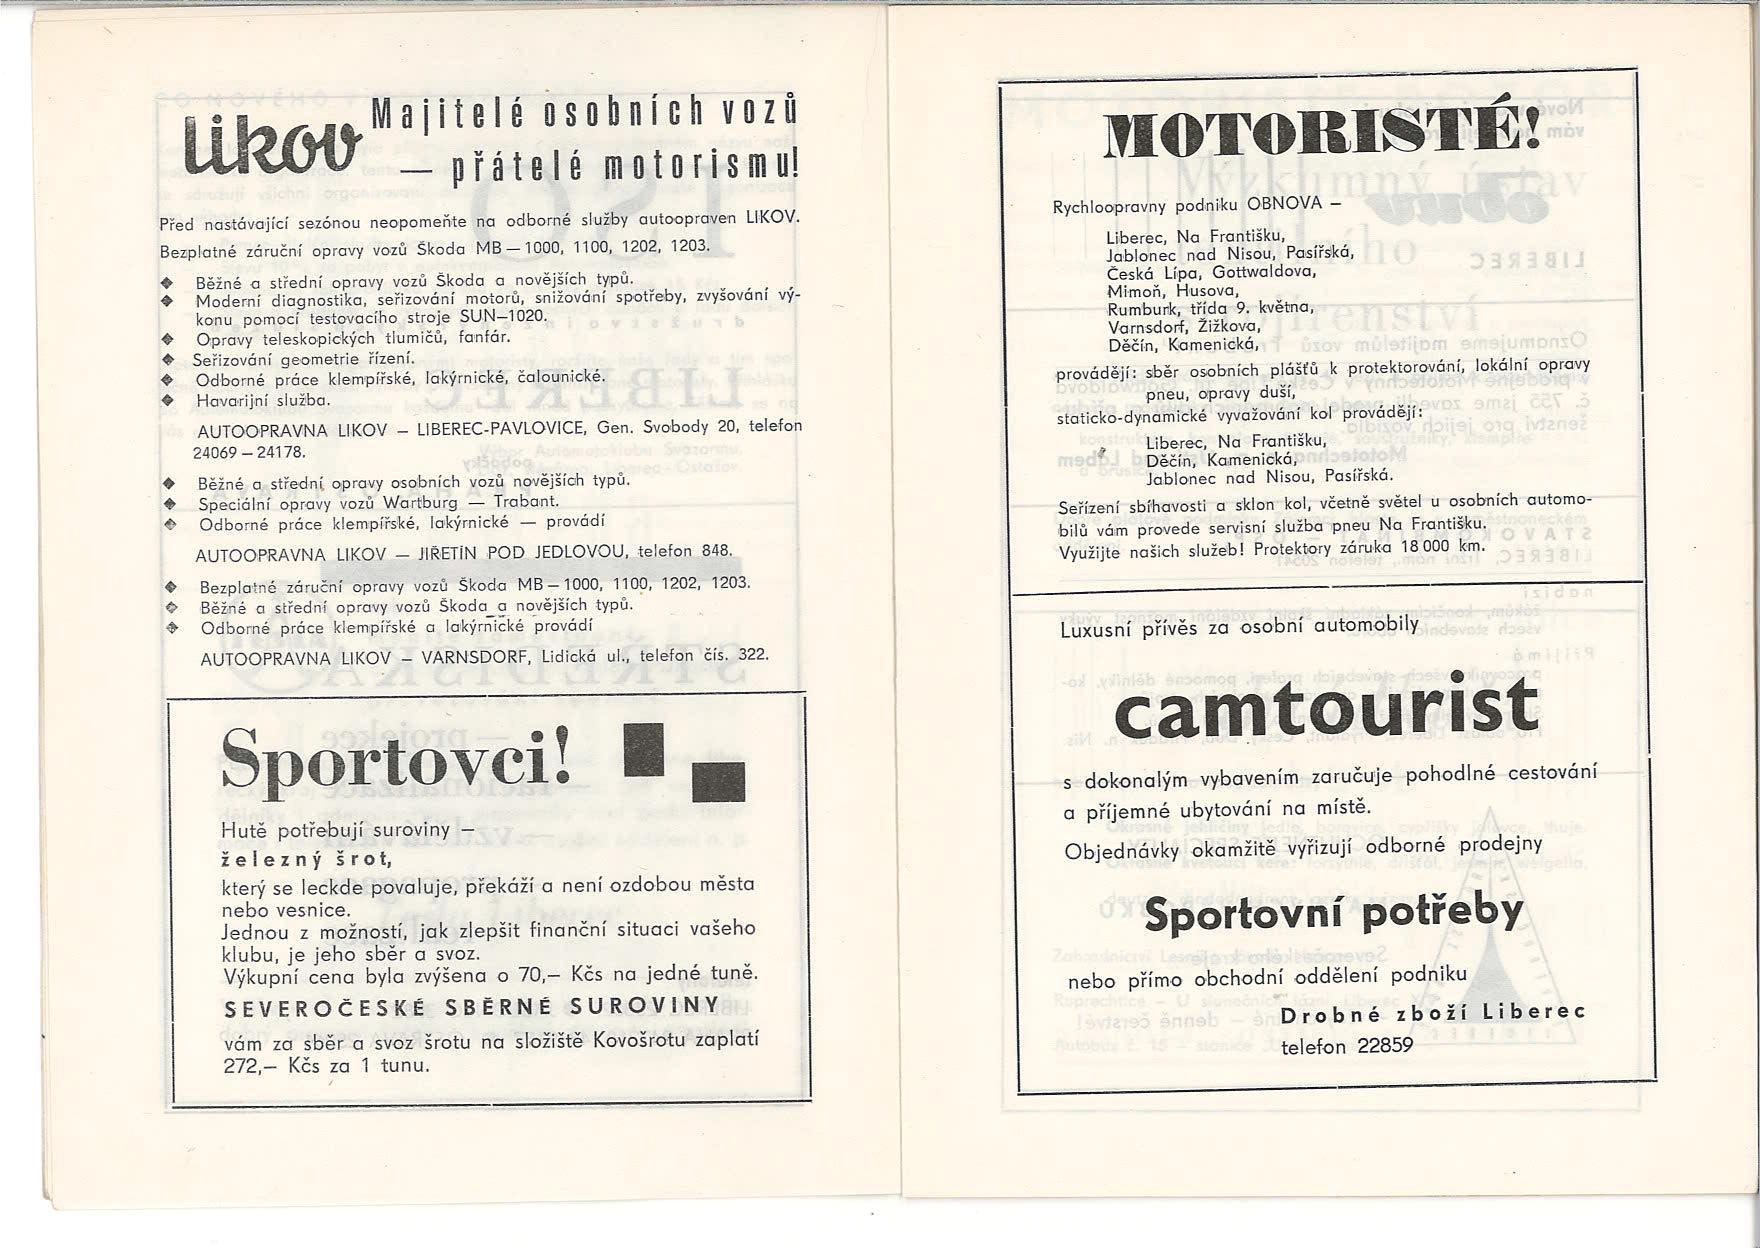 likov
Majitelé osobních vozů
— přátelé motorismu!
Před nastávající sezónou neopomeňte na odborné služby autoopraven LIKOV.
Bezplatné záruční opravy vozů Škoda MB — 1000, 1100, 1202, 1203.
◆ Běžné a střední opravy vozů Škoda a novějších typů.
◆ Moderní diagnostika, seřizování motorů, snižování spotřeby, zvyšování vý-
konu pomocí testovacího stroje SUN—1020.
◆ Opravy teleskopických tlumičů, fanfár.
◆ Seřizování geometrie řízení.
◆ Odborné práce klempířské, lakýrnické, čalounické.
◆ Havarijní služba.
AUTOOPRAVNA LIKOV — LIBEREC-PAVLOVICE, Gen. Svobody 20, telefon
24069 — 24178.
◆ Běžné a střední opravy osobních vozů novějších typů.
◆ Speciální opravy vozů Wartburg — Trabant.
◆ Odborné práce klempířské, lakýrnické — provádí
AUTOOPRAVNA LIKOV — JIŘETÍN POD JEDLOVOU, telefon 848.
◆ Bezplatné záruční opravy vozů Škoda MB — 1000, 1100, 1202, 1203.
◆ Běžné a střední opravy vozů Škoda a novějších typů.
◆ Odborné práce klempířské a lakýrnické provádí
AUTOOPRAVNA LIKOV — VARNSDORF, Lidická ul., telefon čís. 322.
Sportovci!
Hutě potřebují suroviny —
železný šrot,
který se leckde povaluje, překáží a není ozdobou města
nebo vesnice.
Jednou z možností, jak zlepšit finanční situaci vašeho
klubu, je jeho sběr a svoz.
Výkupní cena byla zvýšena o 70,— Kčs na jedné tuně.
SEVEROČESKÉ SBĚRNÉ SUROVINY
vám za sběr a svoz šrotu na složiště Kovošrotu zaplatí
272,— Kčs za 1 tunu.
MOTORISTÉ!
Rychloopravny podniku OBNOVA —
Liberec, Na Františku,
Jablonec nad Nisou, Pasířská,
Česká Lípa, Gottwaldova,
Mimoň, Husova,
Rumburk, třída 9. května,
Varnsdorf, Žižkova,
Děčín, Kamenická,
provádějí: sběr osobních plášťů k protektorování, lokální opravy
pneu, opravy duší,
staticko-dynamické vyvažování kol provádějí:
Liberec, Na Františku,
Děčín, Kamenická,
Jablonec nad Nisou, Pasířská.
Seřízení sbíhavosti a sklon kol, včetně světel u osobních automo-
bilů vám provede servisní služba pneu Na Františku.
Využijte našich služeb! Protektory záruka 18 000 km.
Luxusní přívěs za osobní automobily
camtourist
s dokonalým vybavením zaručuje pohodlné cestování
a příjemné ubytování na místě.
Objednávky okamžitě vyřizují odborné prodejny
Sportovní potřeby
nebo přímo obchodní oddělení podniku
Drobné zboží Liberec
telefon 22859